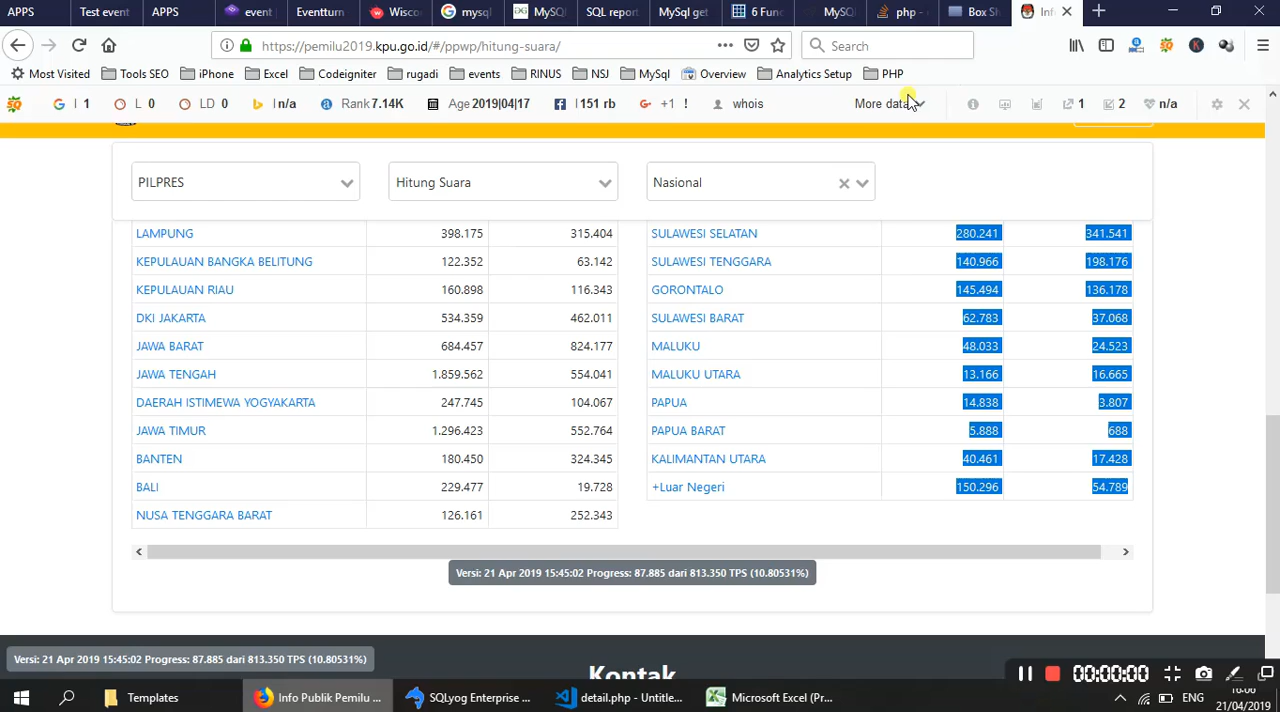 APPS Test event APPS event Eventturn Wisco mysql MySQL SQL report MySql get 6 Func MySQ php - Box Sh Inf
https://pemilu2019.kpu.go.id/#/ppwp/hitung-suara/ Search
Most Visited Tools SEO iPhone Excel Codeigniter rugadi events RINUS NSJ MySql Overview Analytics Setup PHP
I 1 L 0 LD 0 I n/a Rank 7.14K Age 2019|04|17 I 151 rb +1 ! whois More data 1 2 n/a
PILPRES Hitung Suara Nasional
LAMPUNG 398.175 315.404 SULAWESI SELATAN 280.241 341.541
KEPULAUAN BANGKA BELITUNG 122.352 63.142 SULAWESI TENGGARA 140.966 198.176
KEPULAUAN RIAU 160.898 116.343 GORONTALO 145.494 136.178
DKI JAKARTA 534.359 462.011 SULAWESI BARAT 62.783 37.068
JAWA BARAT 684.457 824.177 MALUKU 48.033 24.523
JAWA TENGAH 1.859.562 554.041 MALUKU UTARA 13.166 16.665
DAERAH ISTIMEWA YOGYAKARTA 247.745 104.067 PAPUA 14.838 3.807
JAWA TIMUR 1.296.423 552.764 PAPUA BARAT 5.888 688
BANTEN 180.450 324.345 KALIMANTAN UTARA 40.461 17.428
BALI 229.477 19.728 +Luar Negeri 150.296 54.789
NUSA TENGGARA BARAT 126.161 252.343
Versi: 21 Apr 2019 15:45:02 Progress: 87.885 dari 813.350 TPS (10.80531%)
Versi: 21 Apr 2019 15:45:02 Progress: 87.885 dari 813.350 TPS (10.80531%)
Kontak
00:00:00
Templates Info Publik Pemilu ... SQLyog Enterprise ... detail.php - Untitle... Microsoft Excel (Pr... ENG
21/04/2019